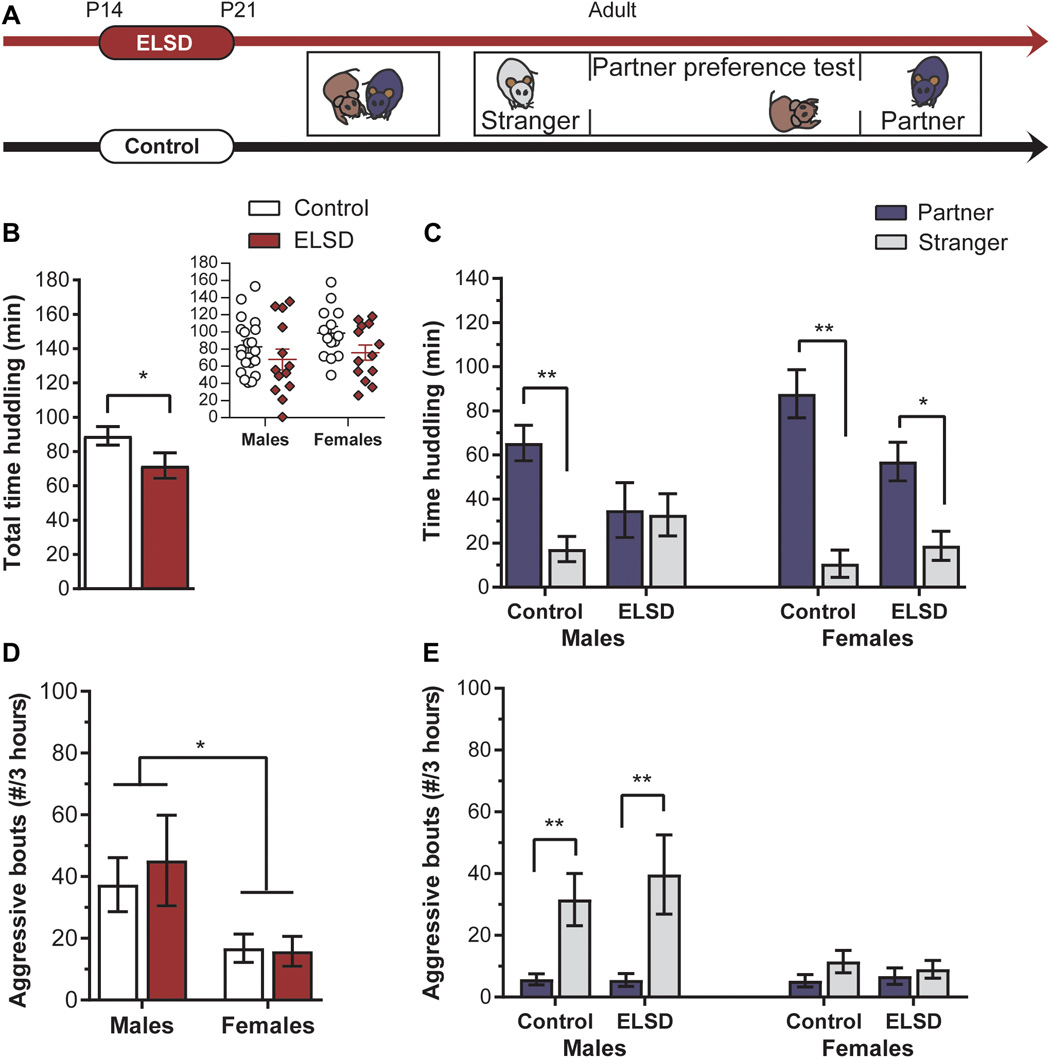 A
P14
P21
Adult
ELSD
Partner preference test
Stranger
Partner
Control
B
Control
ELSD
Total time huddling (min)
180
160
140
120
100
80
60
40
20
0
*
180
160
140
120
100
80
60
40
20
0
Males
Females
C
Partner
Stranger
Time huddling (min)
140
120
100
80
60
40
20
0
**
**
*
Control
ELSD
Control
ELSD
Males
Females
D
Aggressive bouts (#/3 hours)
100
80
60
40
20
0
*
Males
Females
E
Aggressive bouts (#/3 hours)
100
80
60
40
20
0
**
**
Control
ELSD
Control
ELSD
Males
Females